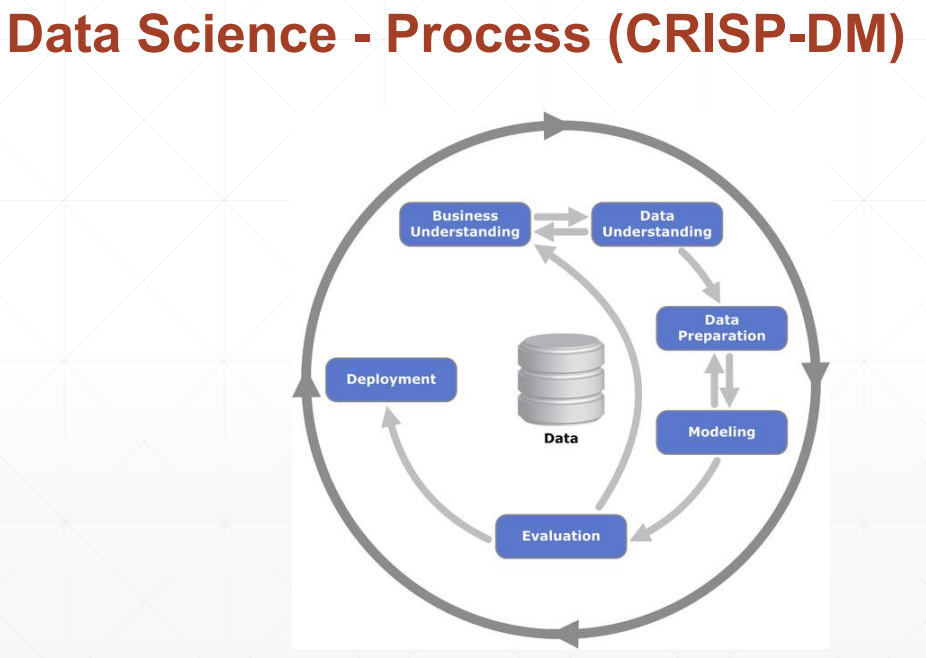 Data Science - Process (CRISP-DM)
Business
Understanding
Data
Understanding
Data
Preparation
Modeling
Evaluation
Deployment
Data